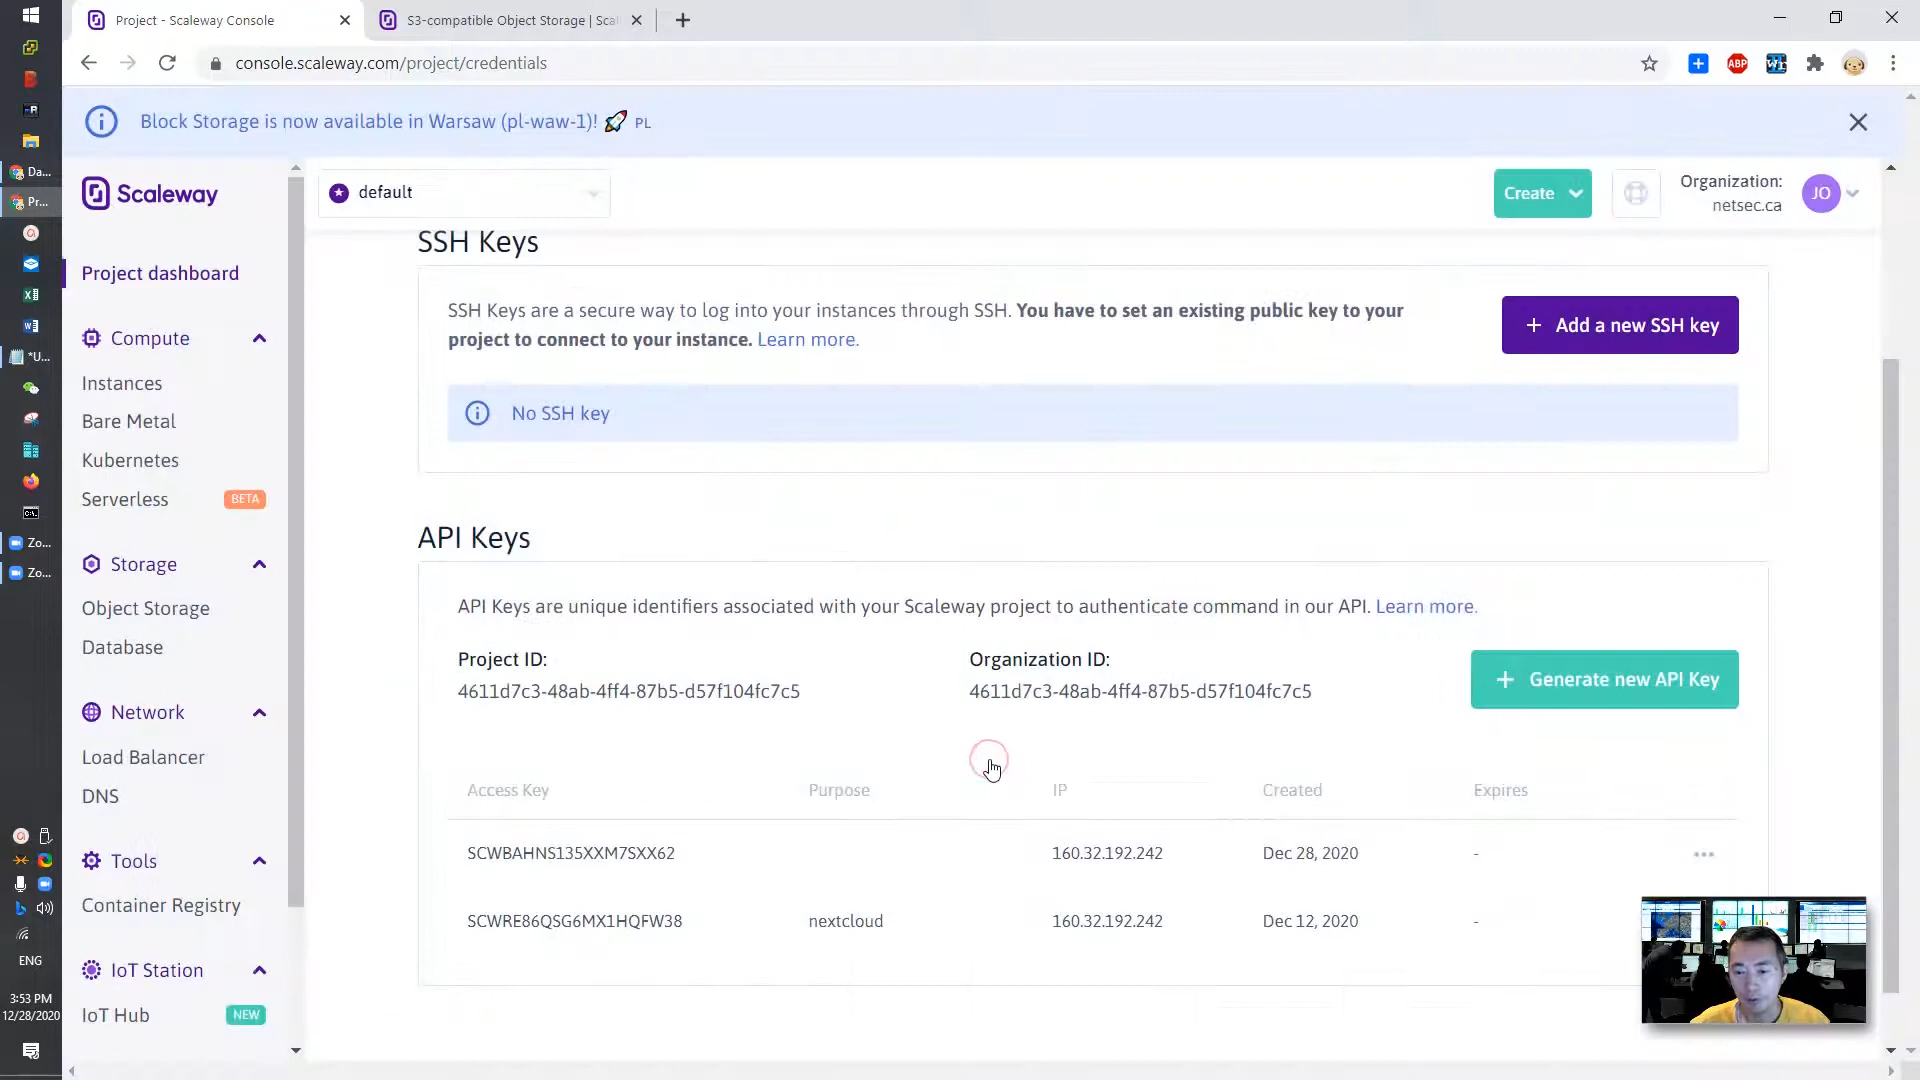 Project - Scaleway Console
S3-compatible Object Storage | Scal
console.scaleway.com/project/credentials
ABP
Block Storage is now available in Warsaw (pl-waw-1)! 🚀 PL
Scaleway
default
Create
Organization:
netsec.ca
JO
Project dashboard
Compute
Instances
Bare Metal
Kubernetes
Serverless
BETA
Storage
Object Storage
Database
Network
Load Balancer
DNS
Tools
Container Registry
IoT Station
IoT Hub
NEW
SSH Keys
SSH Keys are a secure way to log into your instances through SSH. You have to set an existing public key to your
project to connect to your instance. Learn more.
+ Add a new SSH key
No SSH key
API Keys
API Keys are unique identifiers associated with your Scaleway project to authenticate command in our API. Learn more.
Project ID:
4611d7c3-48ab-4ff4-87b5-d57f104fc7c5
Organization ID:
4611d7c3-48ab-4ff4-87b5-d57f104fc7c5
+ Generate new API Key
Access Key Purpose IP Created Expires
SCWBAHNS135XXM7SXX62 160.32.192.242 Dec 28, 2020 -
SCWRE86QSG6MX1HQFW38 nextcloud 160.32.192.242 Dec 12, 2020 -
Da...
Pr...
*U...
Zo...
Zo...
ENG
3:53 PM
12/28/2020